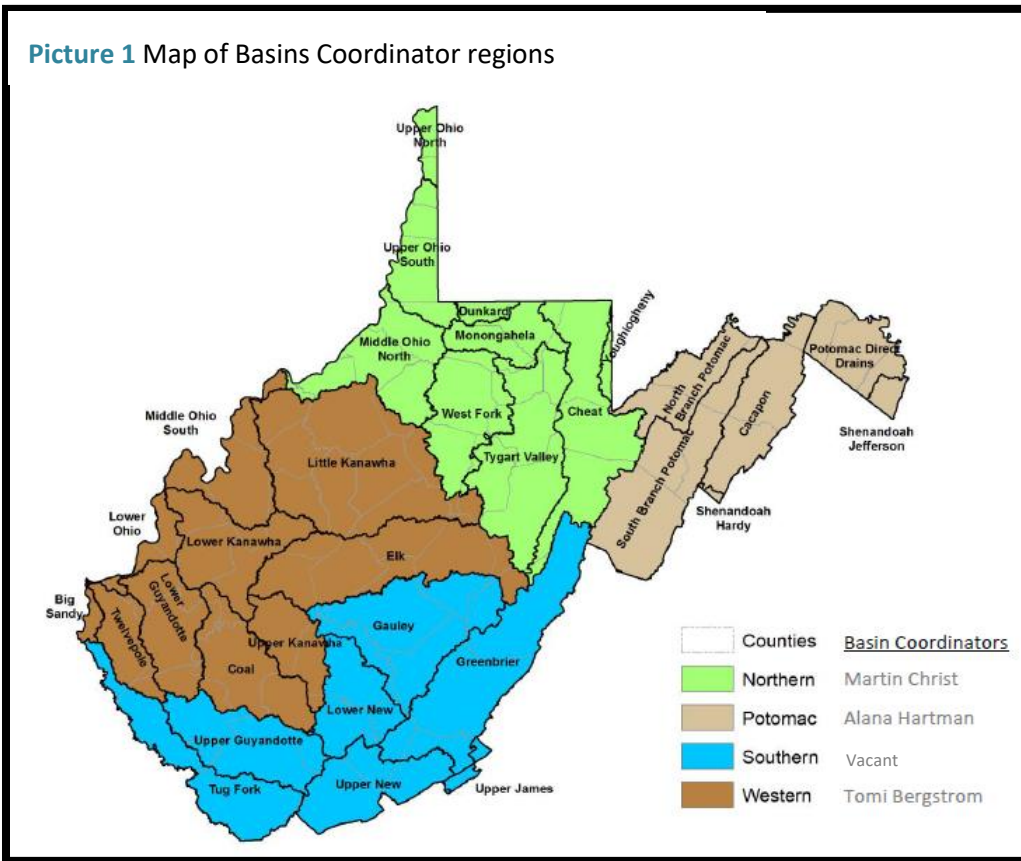 Picture 1 Map of Basins Coordinator regions
Upper Ohio
North
Upper Ohio
South
Dunkard
Monongahela
Youghiogheny
Middle Ohio
North
West Fork
Cheat
Tygart Valley
North
Branch Potomac
Potomac Direct
Drains
Cacapon
South Branch Potomac
Shenandoah
Jefferson
Shenandoah
Hardy
Middle Ohio
South
Little Kanawha
Lower
Ohio
Lower Kanawha
Elk
Big
Sandy
Twelvepole
Lower
Guyandotte
Coal
Upper Kanawha
Gauley
Greenbrier
Lower New
Upper Guyandotte
Tug Fork
Upper New
Upper James
Counties Basin Coordinators
Northern Martin Christ
Potomac Alana Hartman
Southern Vacant
Western Tomi Bergstrom